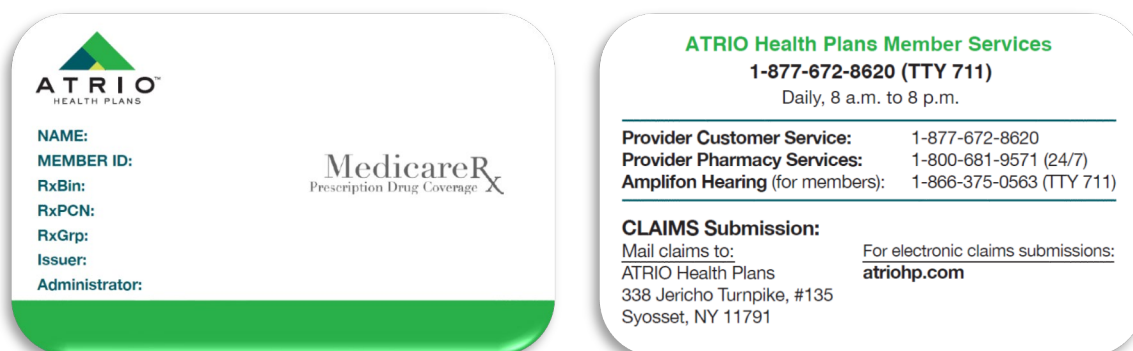 ATRIO™
HEALTH PLANS
NAME:
MEMBER ID:
RxBin:
RxPCN:
RxGrp:
Issuer:
Administrator:
MedicareRx
Prescription Drug Coverage
ATRIO Health Plans Member Services
1-877-672-8620 (TTY 711)
Daily, 8 a.m. to 8 p.m.
Provider Customer Service: 1-877-672-8620
Provider Pharmacy Services: 1-800-681-9571 (24/7)
Amplifon Hearing (for members): 1-866-375-0563 (TTY 711)
CLAIMS Submission:
Mail claims to:
ATRIO Health Plans
338 Jericho Turnpike, #135
Syosset, NY 11791
For electronic claims submissions:
atriohp.com